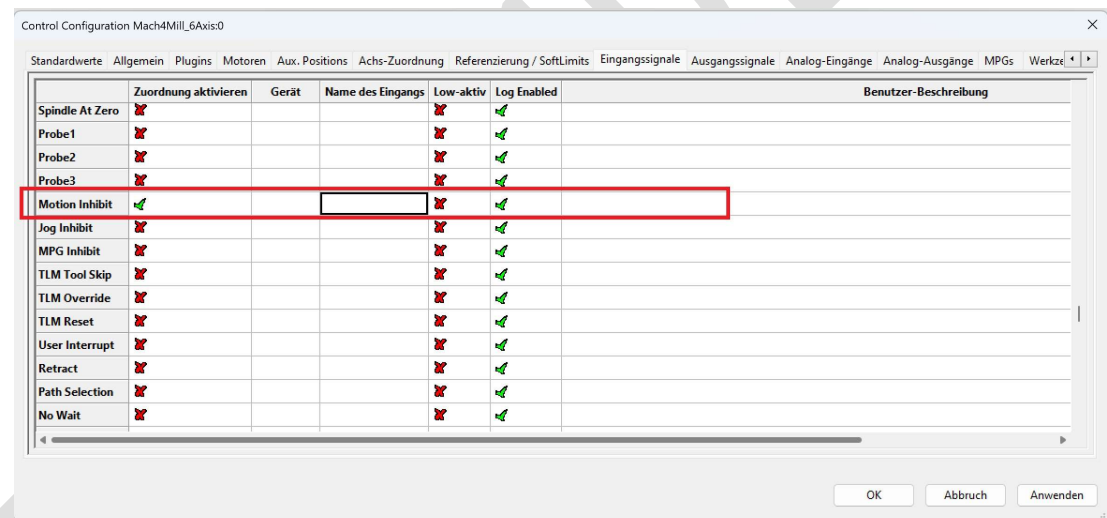 Control Configuration Mach4Mill_6Axis:0
Standardwerte Allgemein Plugins Motoren Aux. Positions Achs-Zuordnung Referenzierung / SoftLimits Eingangssignale Ausgangssignale Analog-Eingänge Analog-Ausgänge MPGs Werkze
Zuordnung aktivieren Gerät Name des Eingangs Low-aktiv Log Enabled Benutzer-Beschreibung
Spindle At Zero
Probe1
Probe2
Probe3
Motion Inhibit
Jog Inhibit
MPG Inhibit
TLM Tool Skip
TLM Override
TLM Reset
User Interrupt
Retract
Path Selection
No Wait
OK Abbruch Anwenden